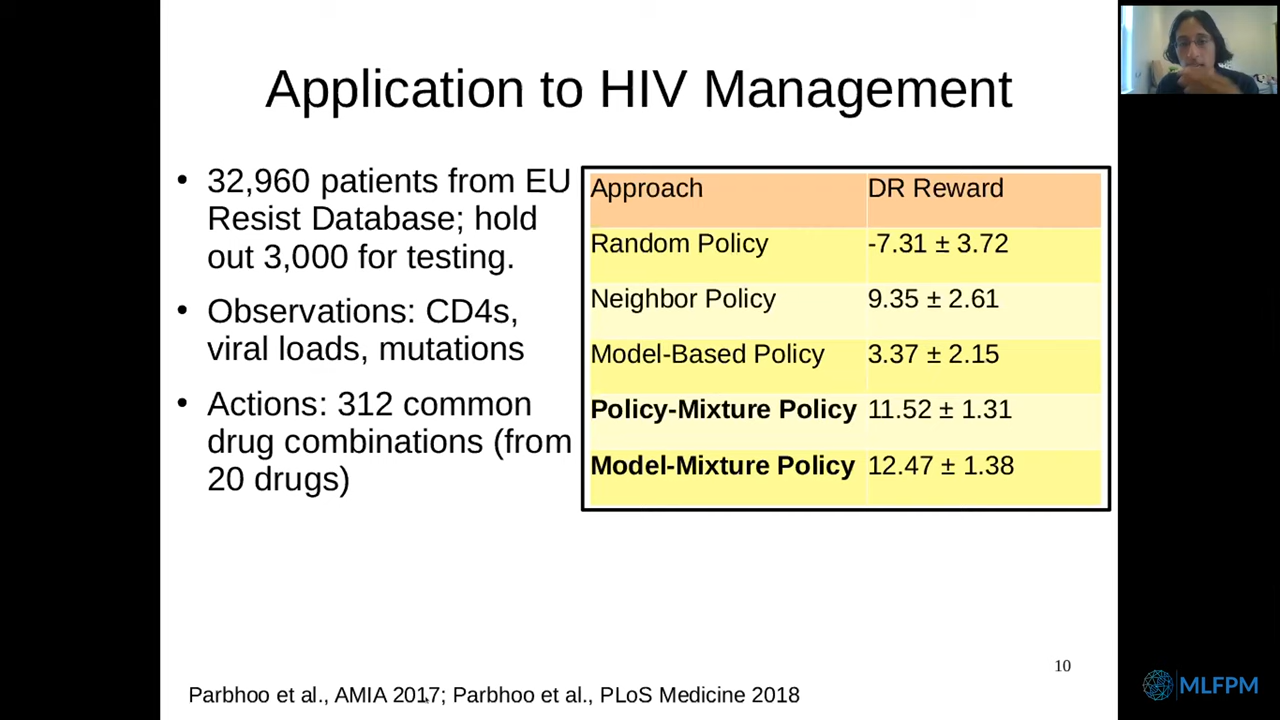 Application to HIV Management
• 32,960 patients from EU
Resist Database; hold
out 3,000 for testing.
• Observations: CD4s,
viral loads, mutations
• Actions: 312 common
drug combinations (from
20 drugs)
Approach DR Reward
Random Policy -7.31 ± 3.72
Neighbor Policy 9.35 ± 2.61
Model-Based Policy 3.37 ± 2.15
Policy-Mixture Policy 11.52 ± 1.31
Model-Mixture Policy 12.47 ± 1.38
10
Parbhoo et al., AMIA 2017; Parbhoo et al., PLoS Medicine 2018
MLFPM